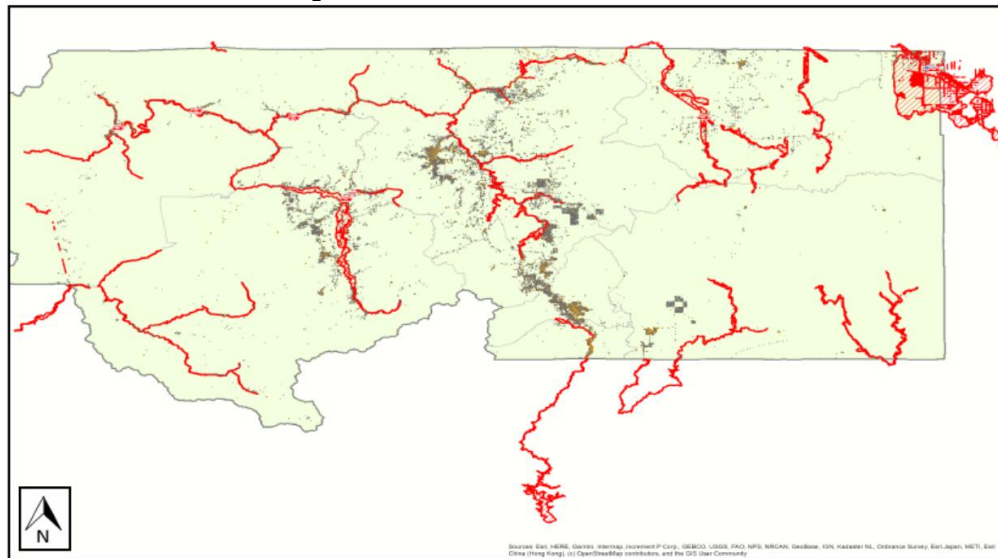 N
Sources: Esri, HERE, Garmin, Intermap, increment P Corp., GEBCO, USGS, FAO, NPS, NRCAN, GeoBase, IGN, Kadaster NL, Ordnance Survey, Esri Japan, METI, Esri
China (Hong Kong), (c) OpenStreetMap contributors, and the GIS User Community